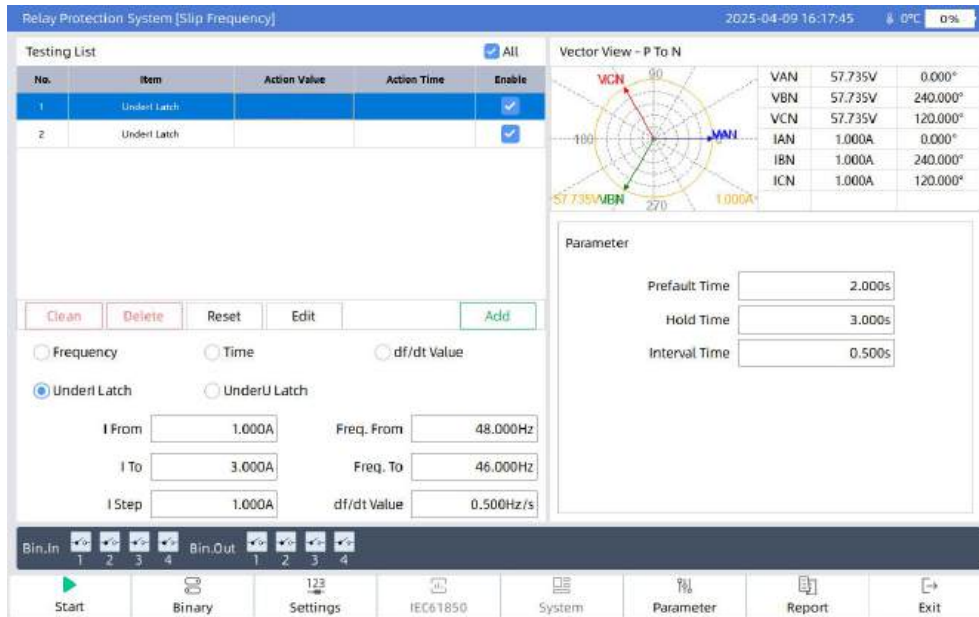 Relay Protection System [Slip Frequency] 2025-04-09 16:17:45 0°C 0%
Testing List All
No. Item Action Value Action Time Enable
1 UnderI Latch
2 UnderI Latch
Clean Delete Reset Edit Add
Frequency Time df/dt Value
UnderI Latch UnderU Latch
I From 1.000A Freq. From 48.000Hz
I To 3.000A Freq. To 46.000Hz
I Step 1.000A df/dt Value 0.500Hz/s
Vector View - P To N
VCN 90
180 VAN
57.735V VBN 270 1.000A
VAN 57.735V 0.000°
VBN 57.735V 240.000°
VCN 57.735V 120.000°
IAN 1.000A 0.000°
IBN 1.000A 240.000°
ICN 1.000A 120.000°
Parameter
Prefault Time 2.000s
Hold Time 3.000s
Interval Time 0.500s
Bin.In 1 2 3 4 Bin.Out 1 2 3 4
123
Start Binary Settings IEC61850 System Parameter Report Exit